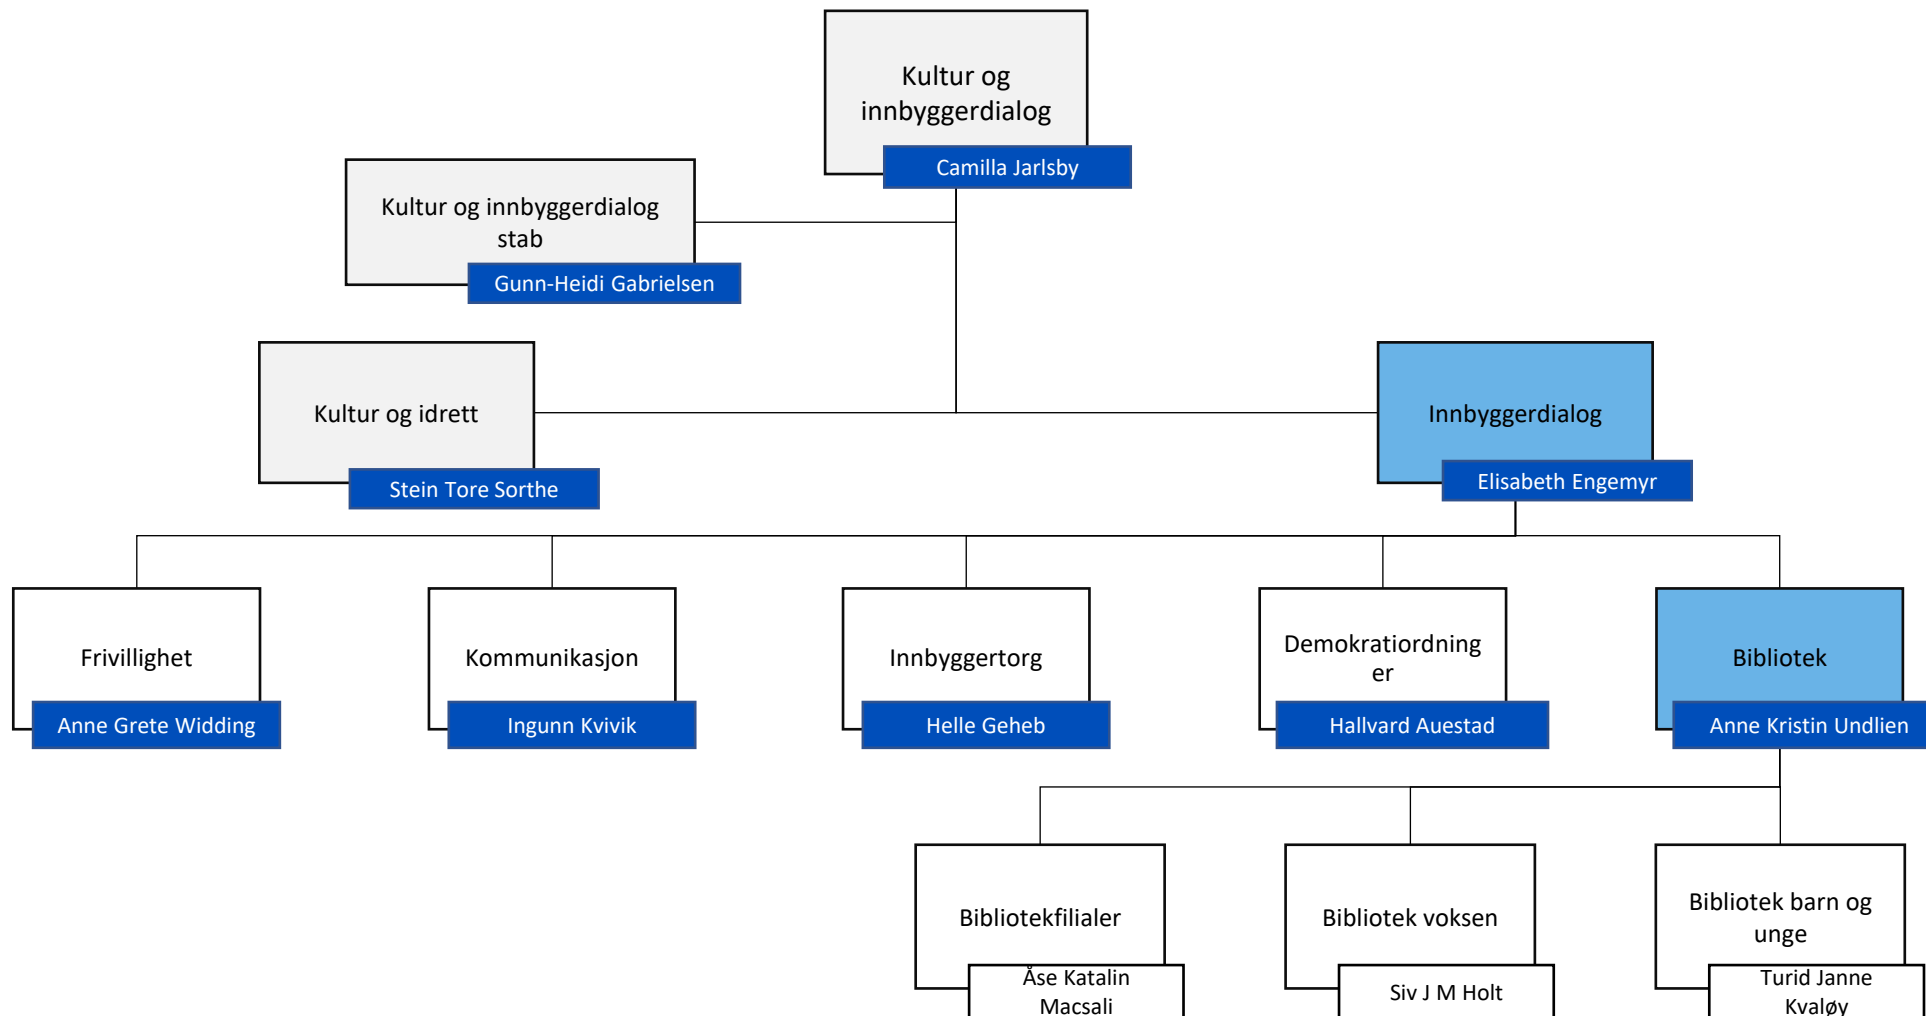 Kultur og
innbyggerdialog
Camilla Jarlsby
Kultur og innbyggerdialog
stab
Gunn-Heidi Gabrielsen
Kultur og idrett
Stein Tore Sorthe
Innbyggerdialog
Elisabeth Engemyr
Frivillighet
Anne Grete Widding
Kommunikasjon
Ingunn Kvivik
Innbyggertorg
Helle Geheb
Demokratiordning
er
Hallvard Auestad
Bibliotek
Anne Kristin Undlien
Bibliotekfilialer
Åse Katalin
Macsali
Bibliotek voksen
Siv J M Holt
Bibliotek barn og
unge
Turid Janne
Kvaløy